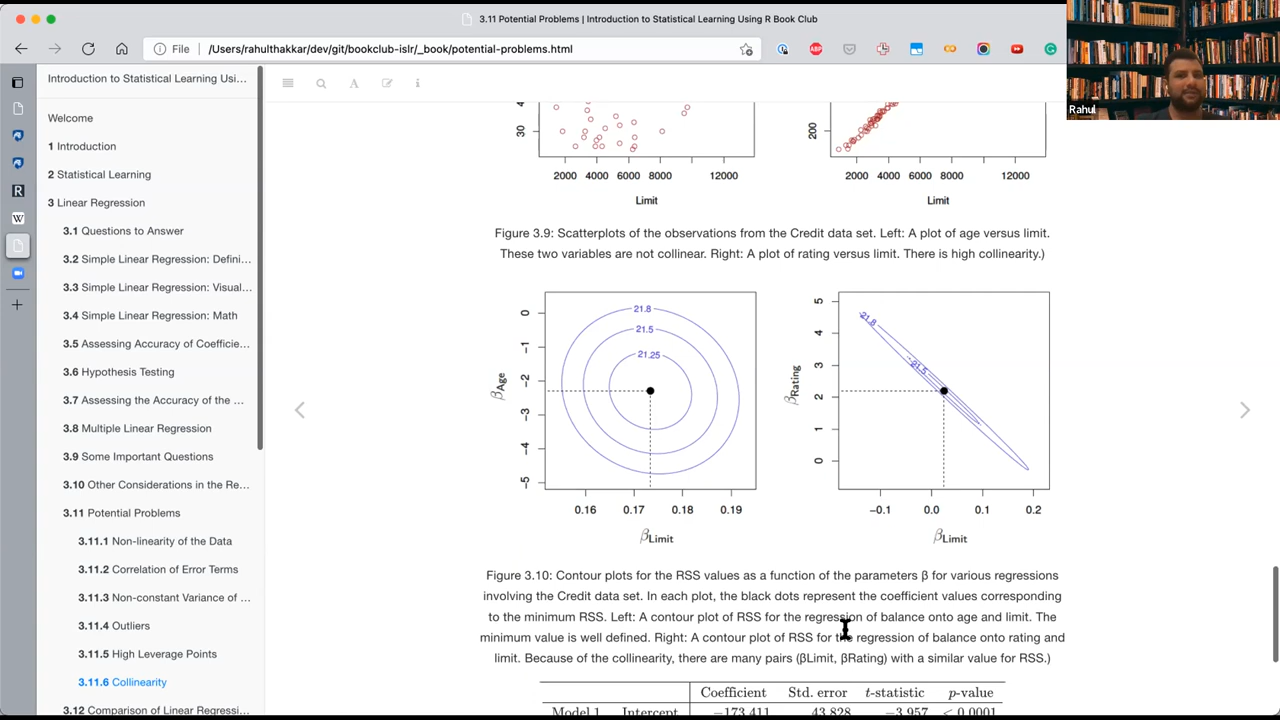 3.11 Potential Problems | Introduction to Statistical Learning Using R Book Club
File
/Users/rahulthakkar/dev/git/bookclub-islr/_book/potential-problems.html
ABP
Rahul
Introduction to Statistical Learning Usi...
Welcome
1 Introduction
2 Statistical Learning
3 Linear Regression
3.1 Questions to Answer
3.2 Simple Linear Regression: Defini...
3.3 Simple Linear Regression: Visual...
3.4 Simple Linear Regression: Math
3.5 Assessing Accuracy of Coefficie...
3.6 Hypothesis Testing
3.7 Assessing the Accuracy of the ...
3.8 Multiple Linear Regression
3.9 Some Important Questions
3.10 Other Considerations in the Re...
3.11 Potential Problems
3.11.1 Non-linearity of the Data
3.11.2 Correlation of Error Terms
3.11.3 Non-constant Variance of ...
3.11.4 Outliers
3.11.5 High Leverage Points
3.11.6 Collinearity
3.12 Comparison of Linear Regressi...
30
2000 4000 6000 8000 12000
Limit
200
2000 4000 6000 8000 12000
Limit
Figure 3.9: Scatterplots of the observations from the Credit data set. Left: A plot of age versus limit.
These two variables are not collinear. Right: A plot of rating versus limit. There is high collinearity.)
21.8
21.5
21.25
0
−1
−2
−3
−4
−5
βAge
0.16 0.17 0.18 0.19
βLimit
21.8
21.5
5
4
3
2
1
0
βRating
−0.1 0.0 0.1 0.2
βLimit
Figure 3.10: Contour plots for the RSS values as a function of the parameters β for various regressions
involving the Credit data set. In each plot, the black dots represent the coefficient values corresponding
to the minimum RSS. Left: A contour plot of RSS for the regression of balance onto age and limit. The
minimum value is well defined. Right: A contour plot of RSS for the regression of balance onto rating and
limit. Because of the collinearity, there are many pairs (βLimit, βRating) with a similar value for RSS.)
Coefficient Std. error t-statistic p-value
Model 1 Intercept −173.411 43.828 −3.957 < 0.0001